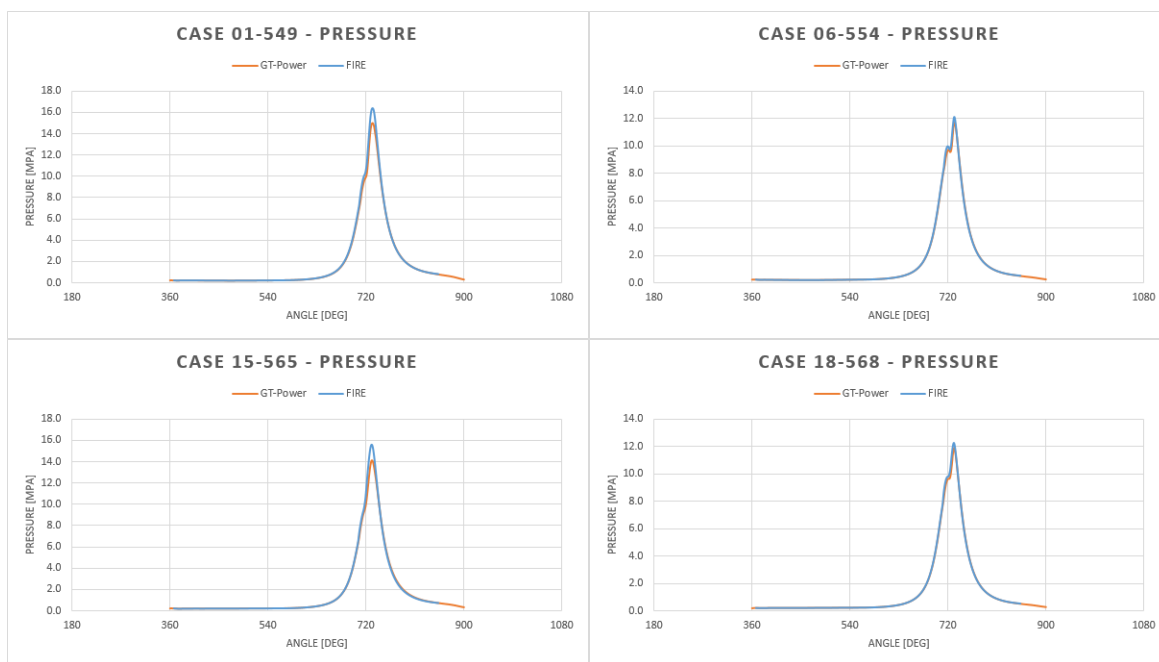 CASE 01-549 - PRESSURE
GT-Power FIRE
18.0
16.0
14.0
12.0
10.0
8.0
6.0
4.0
2.0
0.0
PRESSURE [MPA]
180 360 540 720 900 1080
ANGLE [DEG]
CASE 06-554 - PRESSURE
GT-Power FIRE
14.0
12.0
10.0
8.0
6.0
4.0
2.0
0.0
PRESSURE [MPA]
180 360 540 720 900 1080
ANGLE [DEG]
CASE 15-565 - PRESSURE
GT-Power FIRE
18.0
16.0
14.0
12.0
10.0
8.0
6.0
4.0
2.0
0.0
PRESSURE [MPA]
180 360 540 720 900 1080
ANGLE [DEG]
CASE 18-568 - PRESSURE
GT-Power FIRE
14.0
12.0
10.0
8.0
6.0
4.0
2.0
0.0
PRESSURE [MPA]
180 360 540 720 900 1080
ANGLE [DEG]